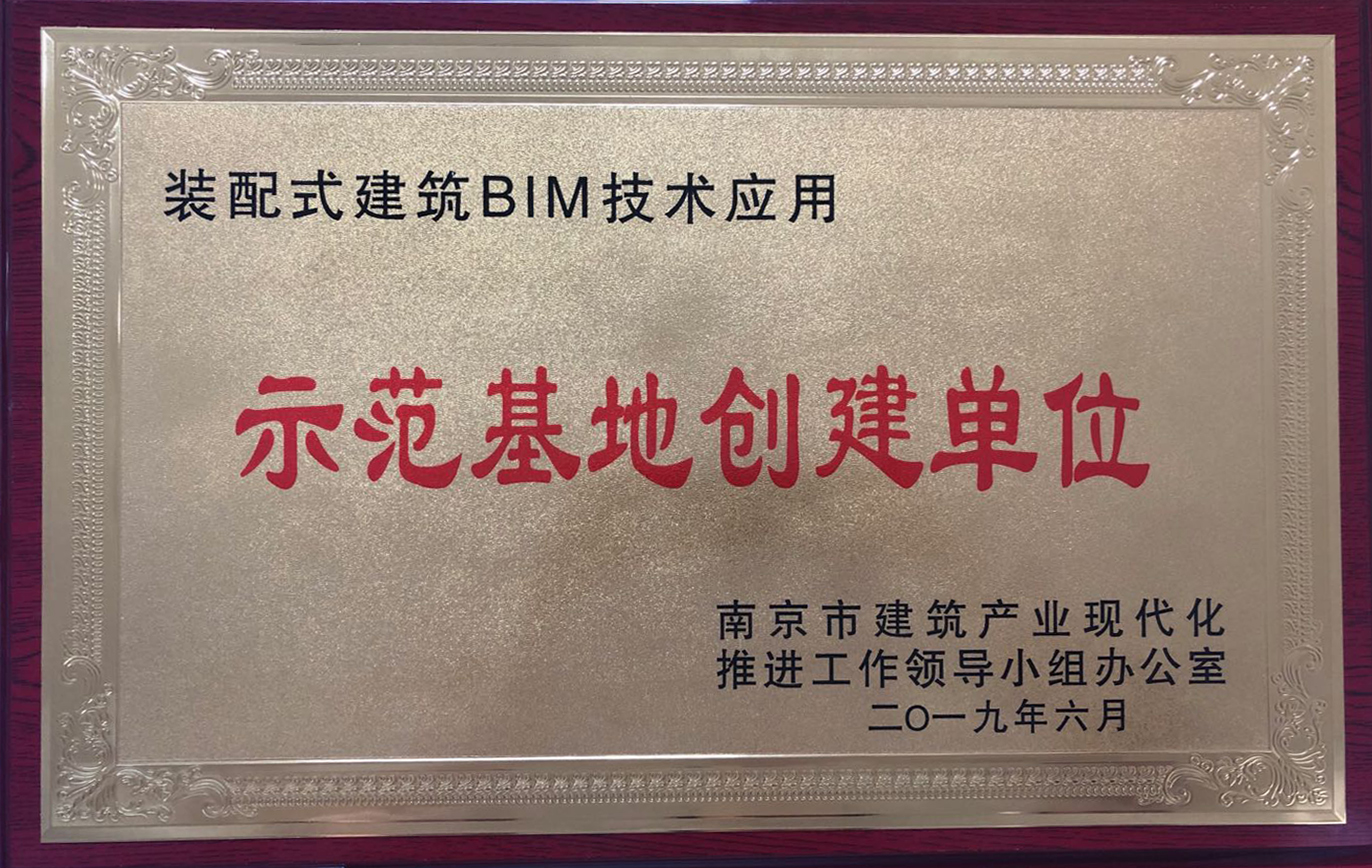 装配式建筑BIM技术应用
示范基地创建单位
南京市建筑产业现代化
推进工作领导小组办公室
二〇一九年六月